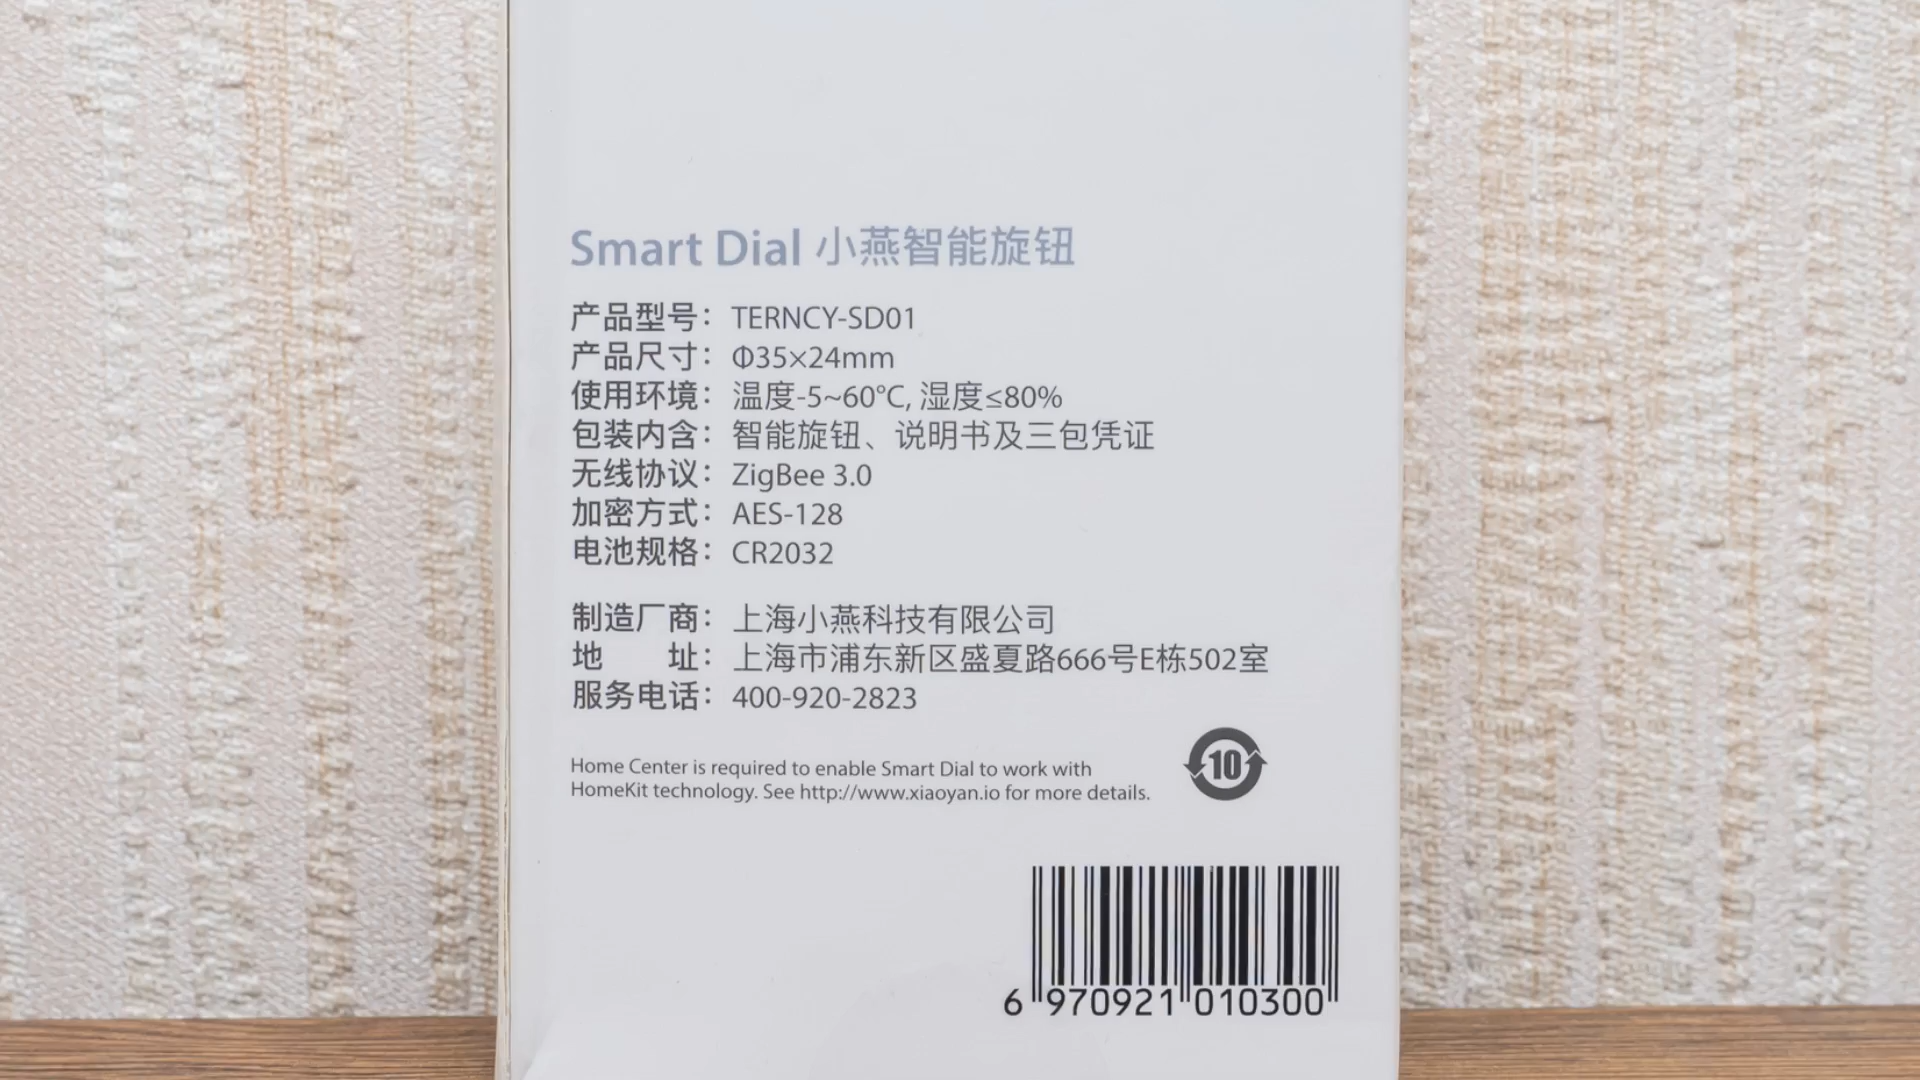 Smart Dial 小燕智能旋钮
产品型号：TERNCY-SD01
产品尺寸：Φ35×24mm
使用环境：温度-5~60℃, 湿度≤80%
包装内含：智能旋钮、说明书及三包凭证
无线协议：ZigBee 3.0
加密方式：AES-128
电池规格：CR2032
制造厂商：上海小燕科技有限公司
地　　址：上海市浦东新区盛夏路666号E栋502室
服务电话：400-920-2823
Home Center is required to enable Smart Dial to work with
HomeKit technology. See http://www.xiaoyan.io for more details.
10
6 970921 010300